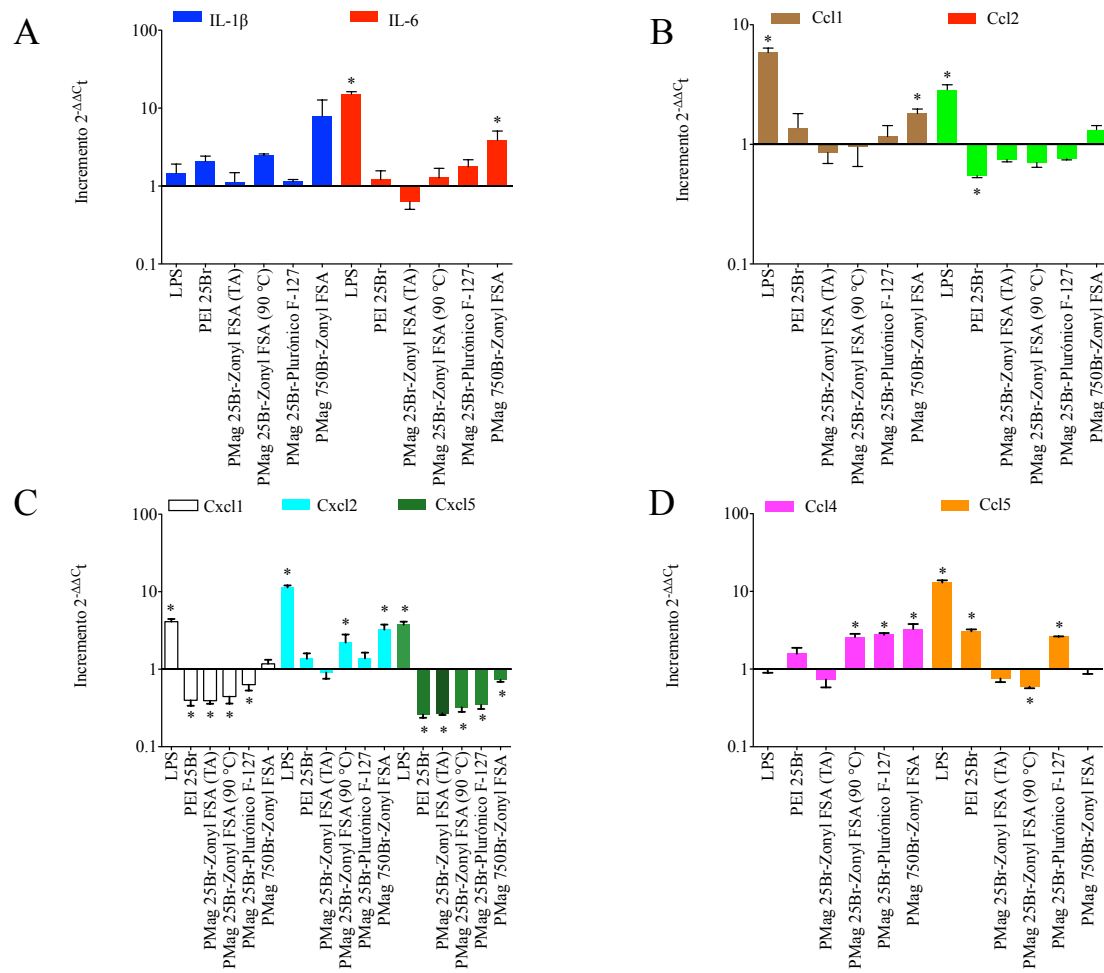 A
IL-1β
IL-6
Incremento 2-ΔΔCt
100
10
1
0.1
*
*
LPS
PEI 25Br
PMag 25Br-Zonyl FSA (TA)
PMag 25Br-Zonyl FSA (90 °C)
PMag 25Br-Plurónico F-127
PMag 750Br-Zonyl FSA
LPS
PEI 25Br
PMag 25Br-Zonyl FSA (TA)
PMag 25Br-Zonyl FSA (90 °C)
PMag 25Br-Plurónico F-127
PMag 750Br-Zonyl FSA
B
Ccl1
Ccl2
Incremento 2-ΔΔCt
10
1
0.1
*
*
*
*
LPS
PEI 25Br
PMag 25Br-Zonyl FSA (TA)
PMag 25Br-Zonyl FSA (90 °C)
PMag 25Br-Plurónico F-127
PMag 750Br-Zonyl FSA
LPS
PEI 25Br
PMag 25Br-Zonyl FSA (TA)
PMag 25Br-Zonyl FSA (90 °C)
PMag 25Br-Plurónico F-127
PMag 750Br-Zonyl FSA
C
Cxcl1
Cxcl2
Cxcl5
Incremento 2-ΔΔCt
100
10
1
0.1
*
*
*
*
*
*
*
*
*
*
*
*
*
*
LPS
PEI 25Br
PMag 25Br-Zonyl FSA (TA)
PMag 25Br-Zonyl FSA (90 °C)
PMag 25Br-Plurónico F-127
PMag 750Br-Zonyl FSA
LPS
PEI 25Br
PMag 25Br-Zonyl FSA (TA)
PMag 25Br-Zonyl FSA (90 °C)
PMag 25Br-Plurónico F-127
PMag 750Br-Zonyl FSA
LPS
PEI 25Br
PMag 25Br-Zonyl FSA (TA)
PMag 25Br-Zonyl FSA (90 °C)
PMag 25Br-Plurónico F-127
PMag 750Br-Zonyl FSA
D
Ccl4
Ccl5
Incremento 2-ΔΔCt
100
10
1
0.1
*
*
*
*
*
*
*
LPS
PEI 25Br
PMag 25Br-Zonyl FSA (TA)
PMag 25Br-Zonyl FSA (90 °C)
PMag 25Br-Plurónico F-127
PMag 750Br-Zonyl FSA
LPS
PEI 25Br
PMag 25Br-Zonyl FSA (TA)
PMag 25Br-Zonyl FSA (90 °C)
PMag 25Br-Plurónico F-127
PMag 750Br-Zonyl FSA